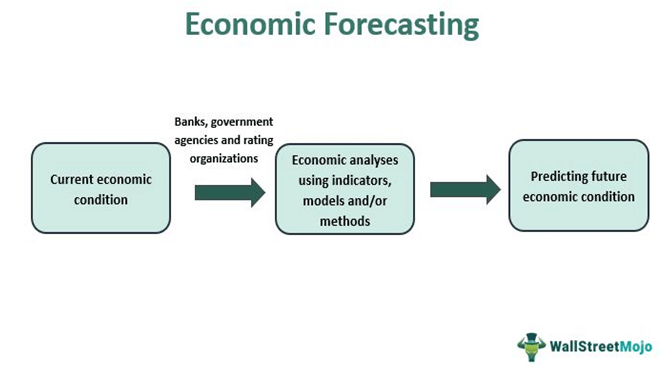 Economic Forecasting
Banks, government
agencies and rating
organizations
Current economic
condition
Economic analyses
using indicators,
models and/or
methods
Predicting future
economic condition
WallStreetMojo